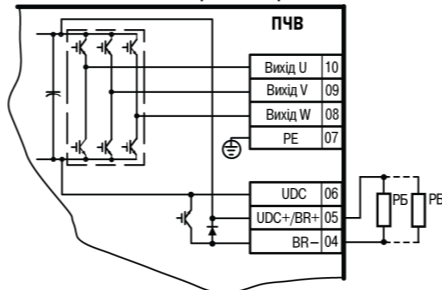 ПЧВ
Вихід U 10
Вихід V 09
Вихід W 08
PE 07
UDC 06
UDC+/BR+ 05
BR− 04
РБ
РБ